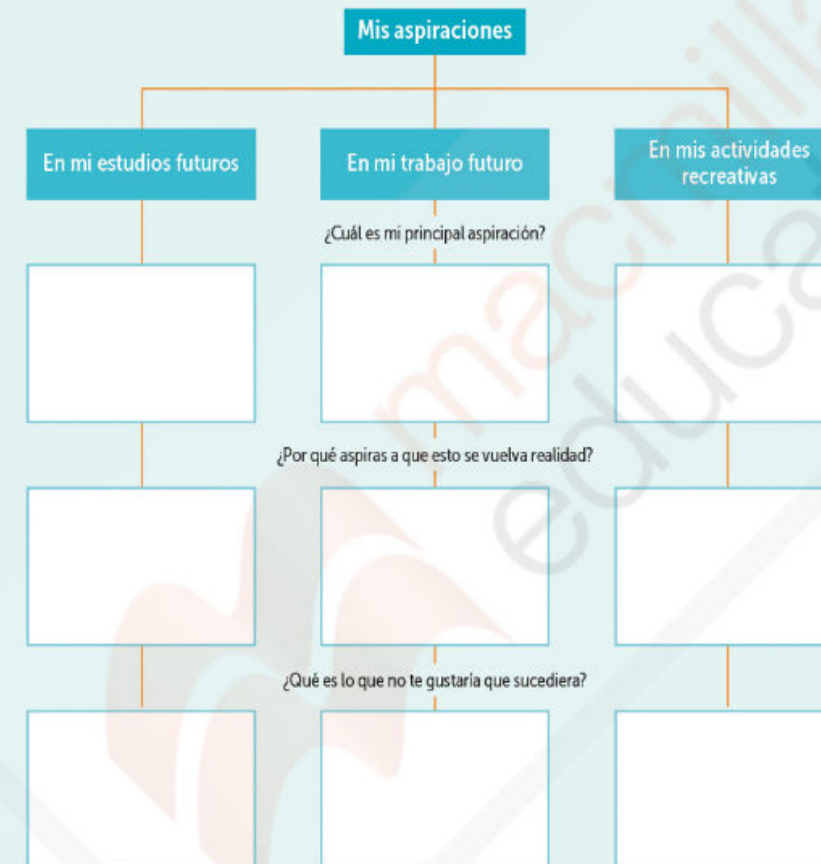 Mis aspiraciones
En mi estudios futuros
En mi trabajo futuro
En mis actividades
recreativas
¿Cuál es mi principal aspiración?
¿Por qué aspiras a que esto se vuelva realidad?
¿Qué es lo que no te gustaría que sucediera?